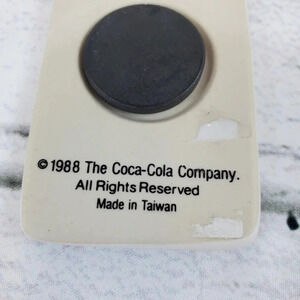 © 1988 The Coca-Cola Company.
All Rights Reserved
Made in Taiwan